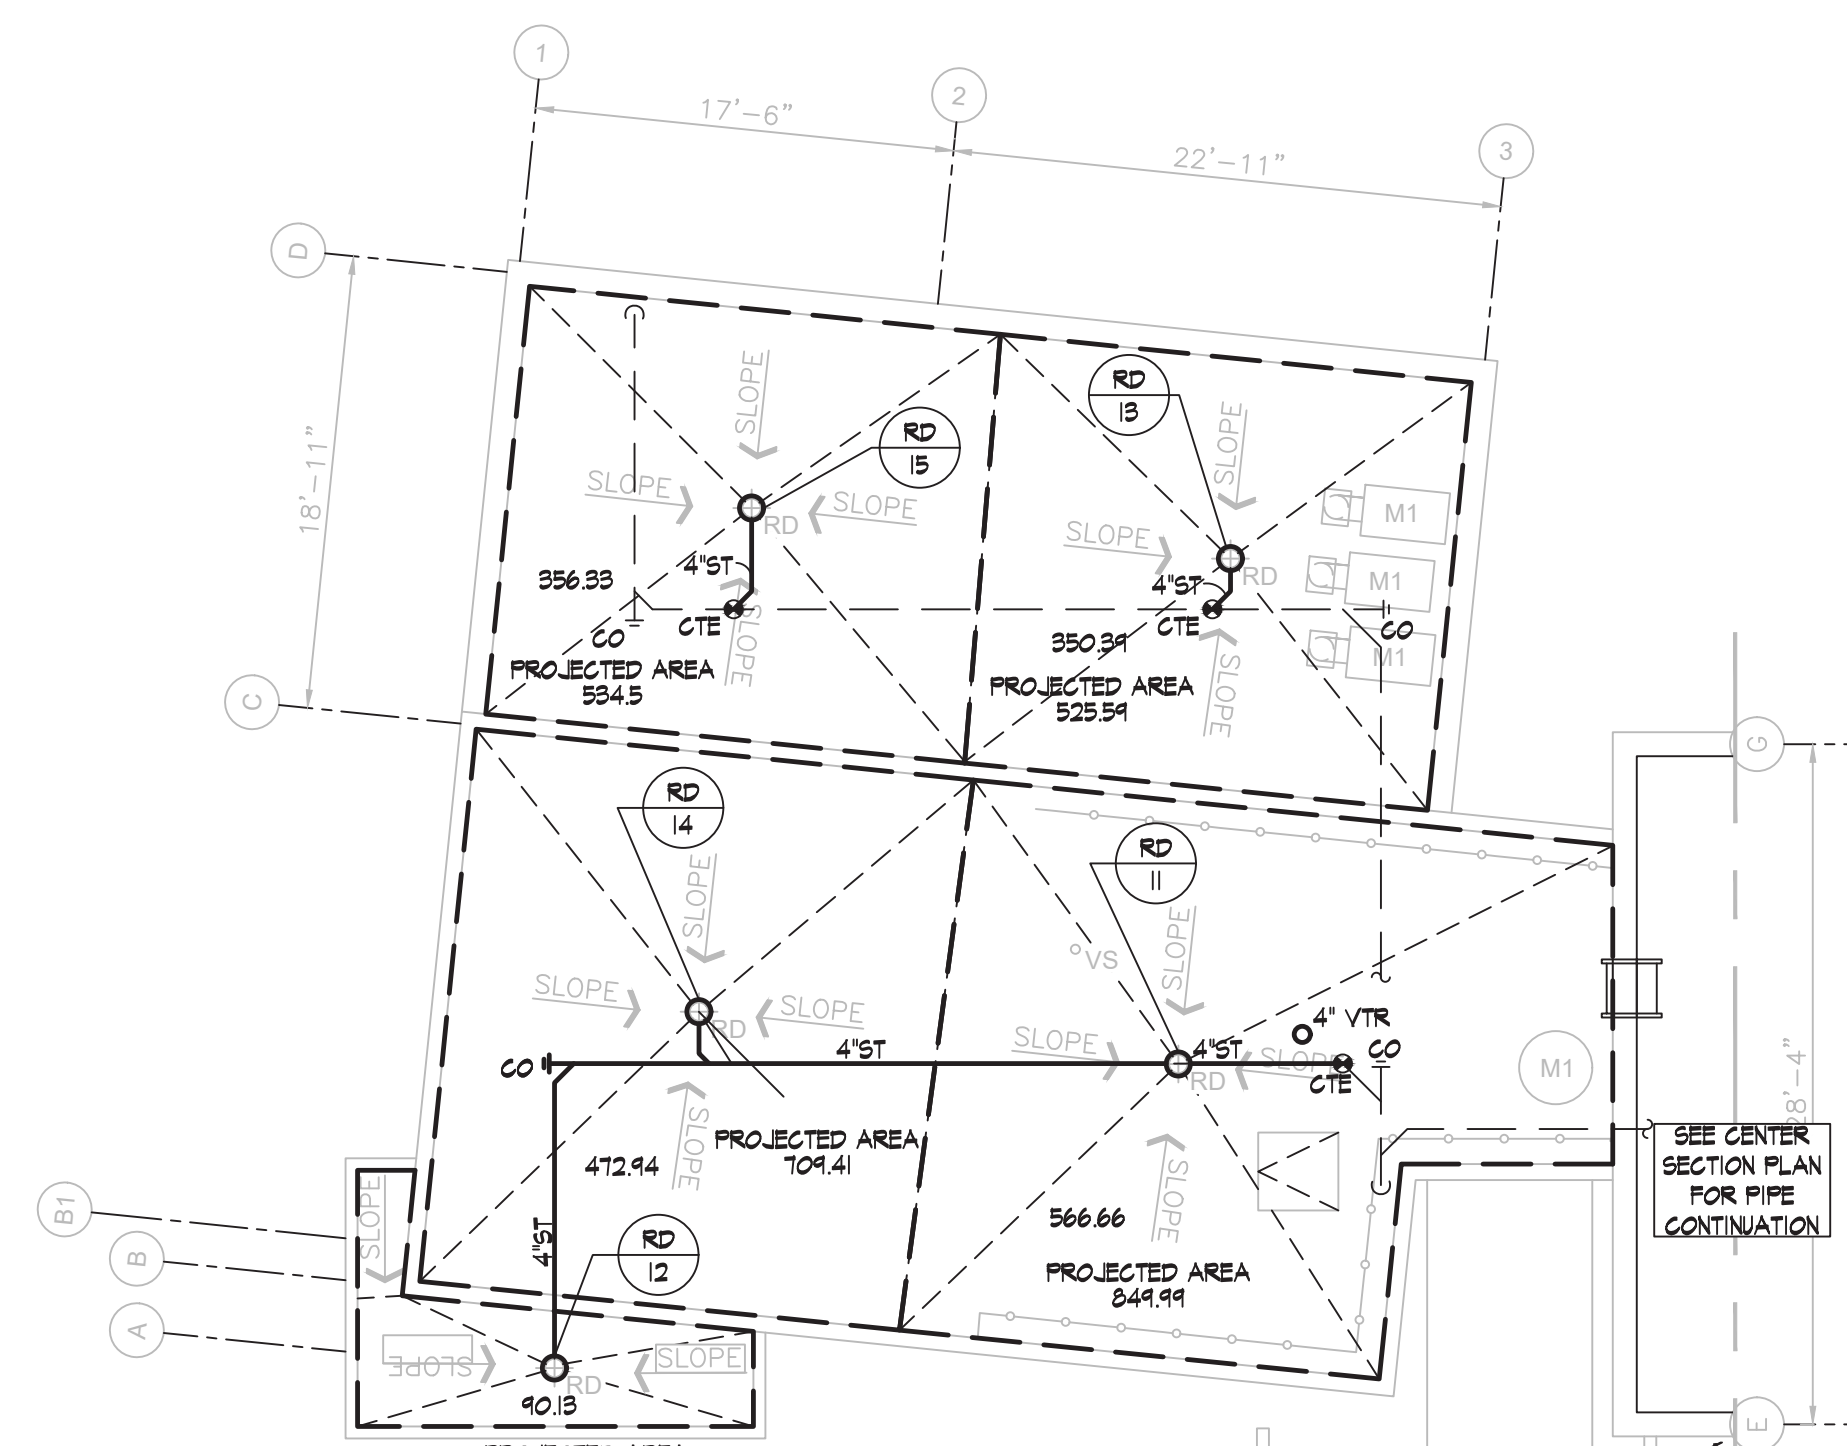 1
2
3
17'-6"
22'-11"
D
18'-11"
C
SLOPE
RD
13
RD
15
SLOPE
SLOPE
SLOPE
RD
M1
SLOPE
RD
4"ST
356.33
4"ST
M1
CTE
CO
SLOPE
CTE
350.39
CO
M1
PROJECTED AREA
534.5
SLOPE
PROJECTED AREA
525.59
G
RD
14
RD
11
SLOPE
SLOPE
VS
SLOPE
SLOPE
RD
4"ST
SLOPE
4" VTR
4"ST
CO
SLOPE
CO
RD
CTE
M1
28'-4"
SLOPE
PROJECTED AREA
709.41
472.94
SEE CENTER
SECTION PLAN
FOR PIPE
CONTINUATION
B1
SLOPE
SLOPE
566.66
4"ST
RD
12
B
PROJECTED AREA
849.99
A
SLOPE
SLOPE
RD
90.13
E